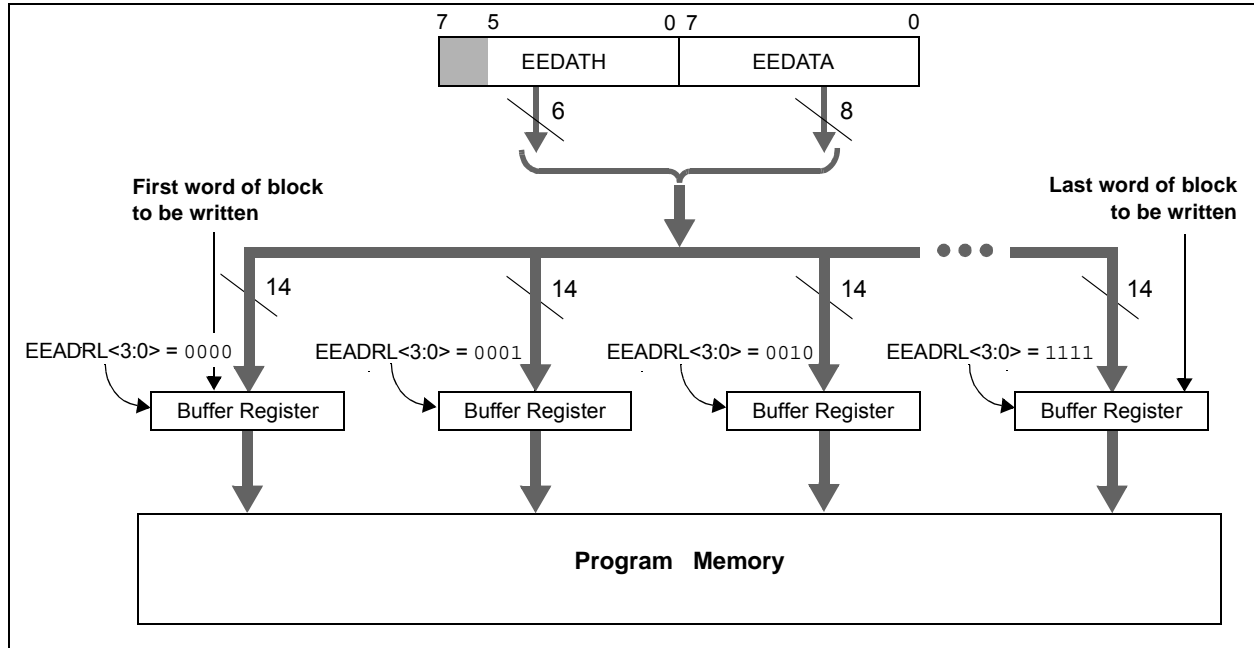 7 5 0 7 0
EEDATH EEDATA
6 8
First word of block
to be written
Last word of block
to be written
14 14 14 14
EEADRL<3:0> = 0000 EEADRL<3:0> = 0001 EEADRL<3:0> = 0010 EEADRL<3:0> = 1111
Buffer Register Buffer Register Buffer Register Buffer Register
Program Memory